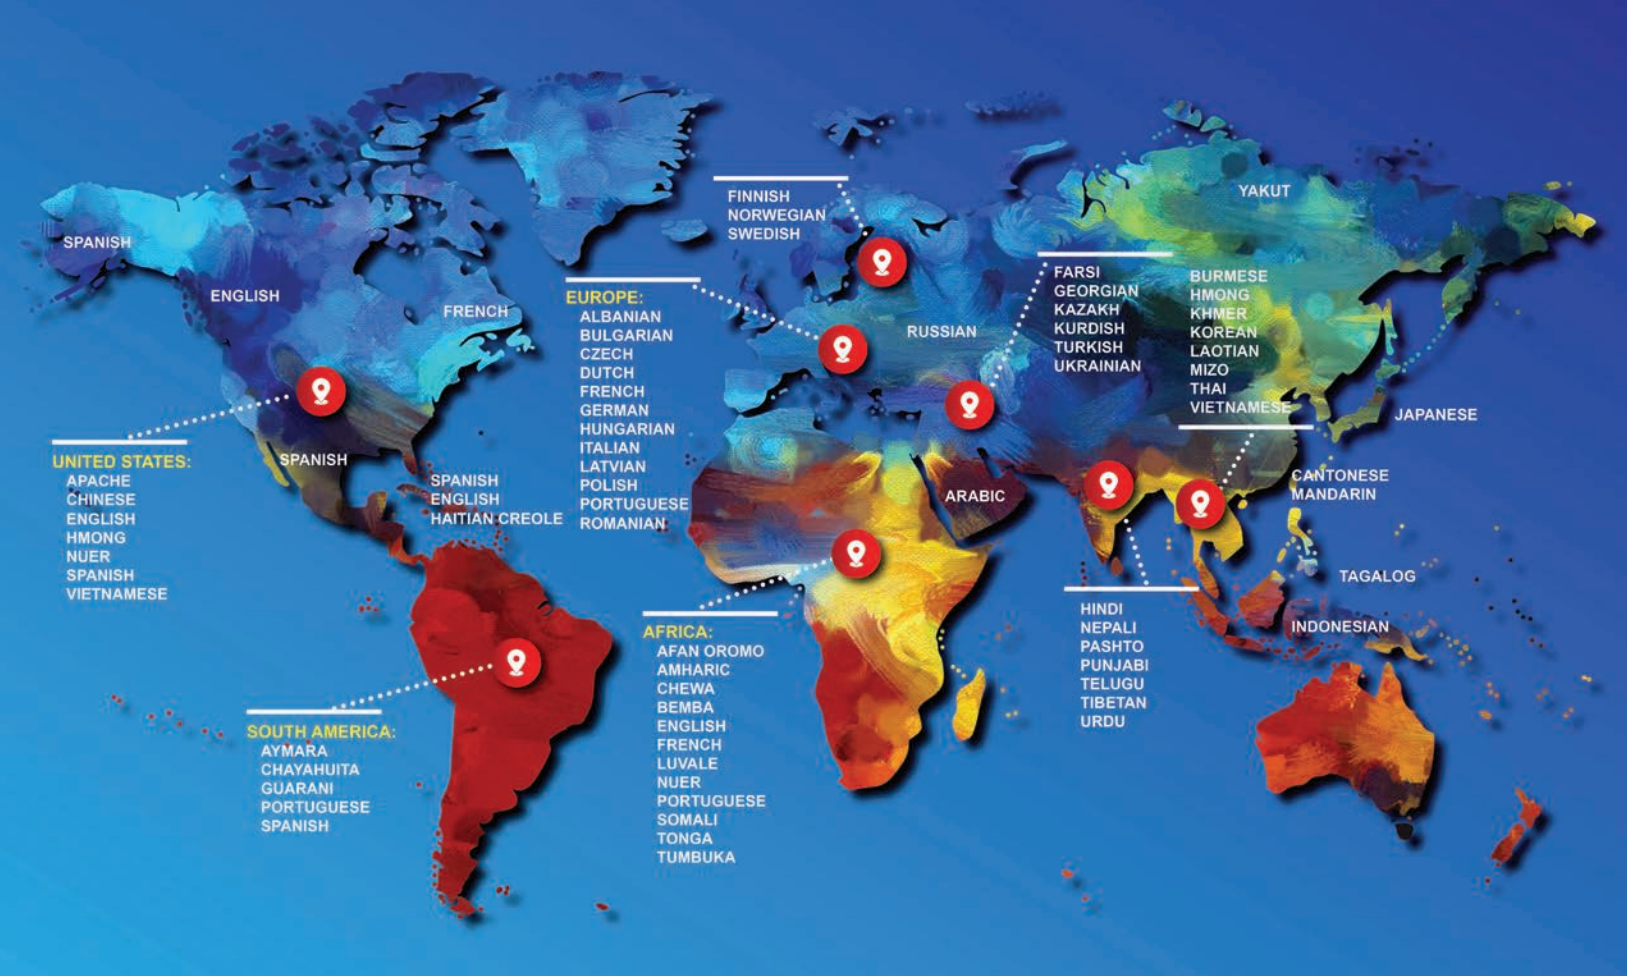 SPANISH
ENGLISH
FRENCH
UNITED STATES:
APACHE
CHINESE
ENGLISH
HMONG
NUER
SPANISH
VIETNAMESE
SPANISH
SPANISH
ENGLISH
HAITIAN CREOLE
SOUTH AMERICA:
AYMARA
CHAYAHUITA
GUARANI
PORTUGUESE
SPANISH
FINNISH
NORWEGIAN
SWEDISH
EUROPE:
ALBANIAN
BULGARIAN
CZECH
DUTCH
FRENCH
GERMAN
HUNGARIAN
ITALIAN
LATVIAN
POLISH
PORTUGUESE
ROMANIAN
RUSSIAN
ARABIC
AFRICA:
AFAN OROMO
AMHARIC
CHEWA
BEMBA
ENGLISH
FRENCH
LUVALE
NUER
PORTUGUESE
SOMALI
TONGA
TUMBUKA
YAKUT
FARSI
GEORGIAN
KAZAKH
KURDISH
TURKISH
UKRAINIAN
BURMESE
HMONG
KHMER
KOREAN
LAOTIAN
MIZO
THAI
VIETNAMESE
JAPANESE
CANTONESE
MANDARIN
TAGALOG
INDONESIAN
HINDI
NEPALI
PASHTO
PUNJABI
TELUGU
TIBETAN
URDU